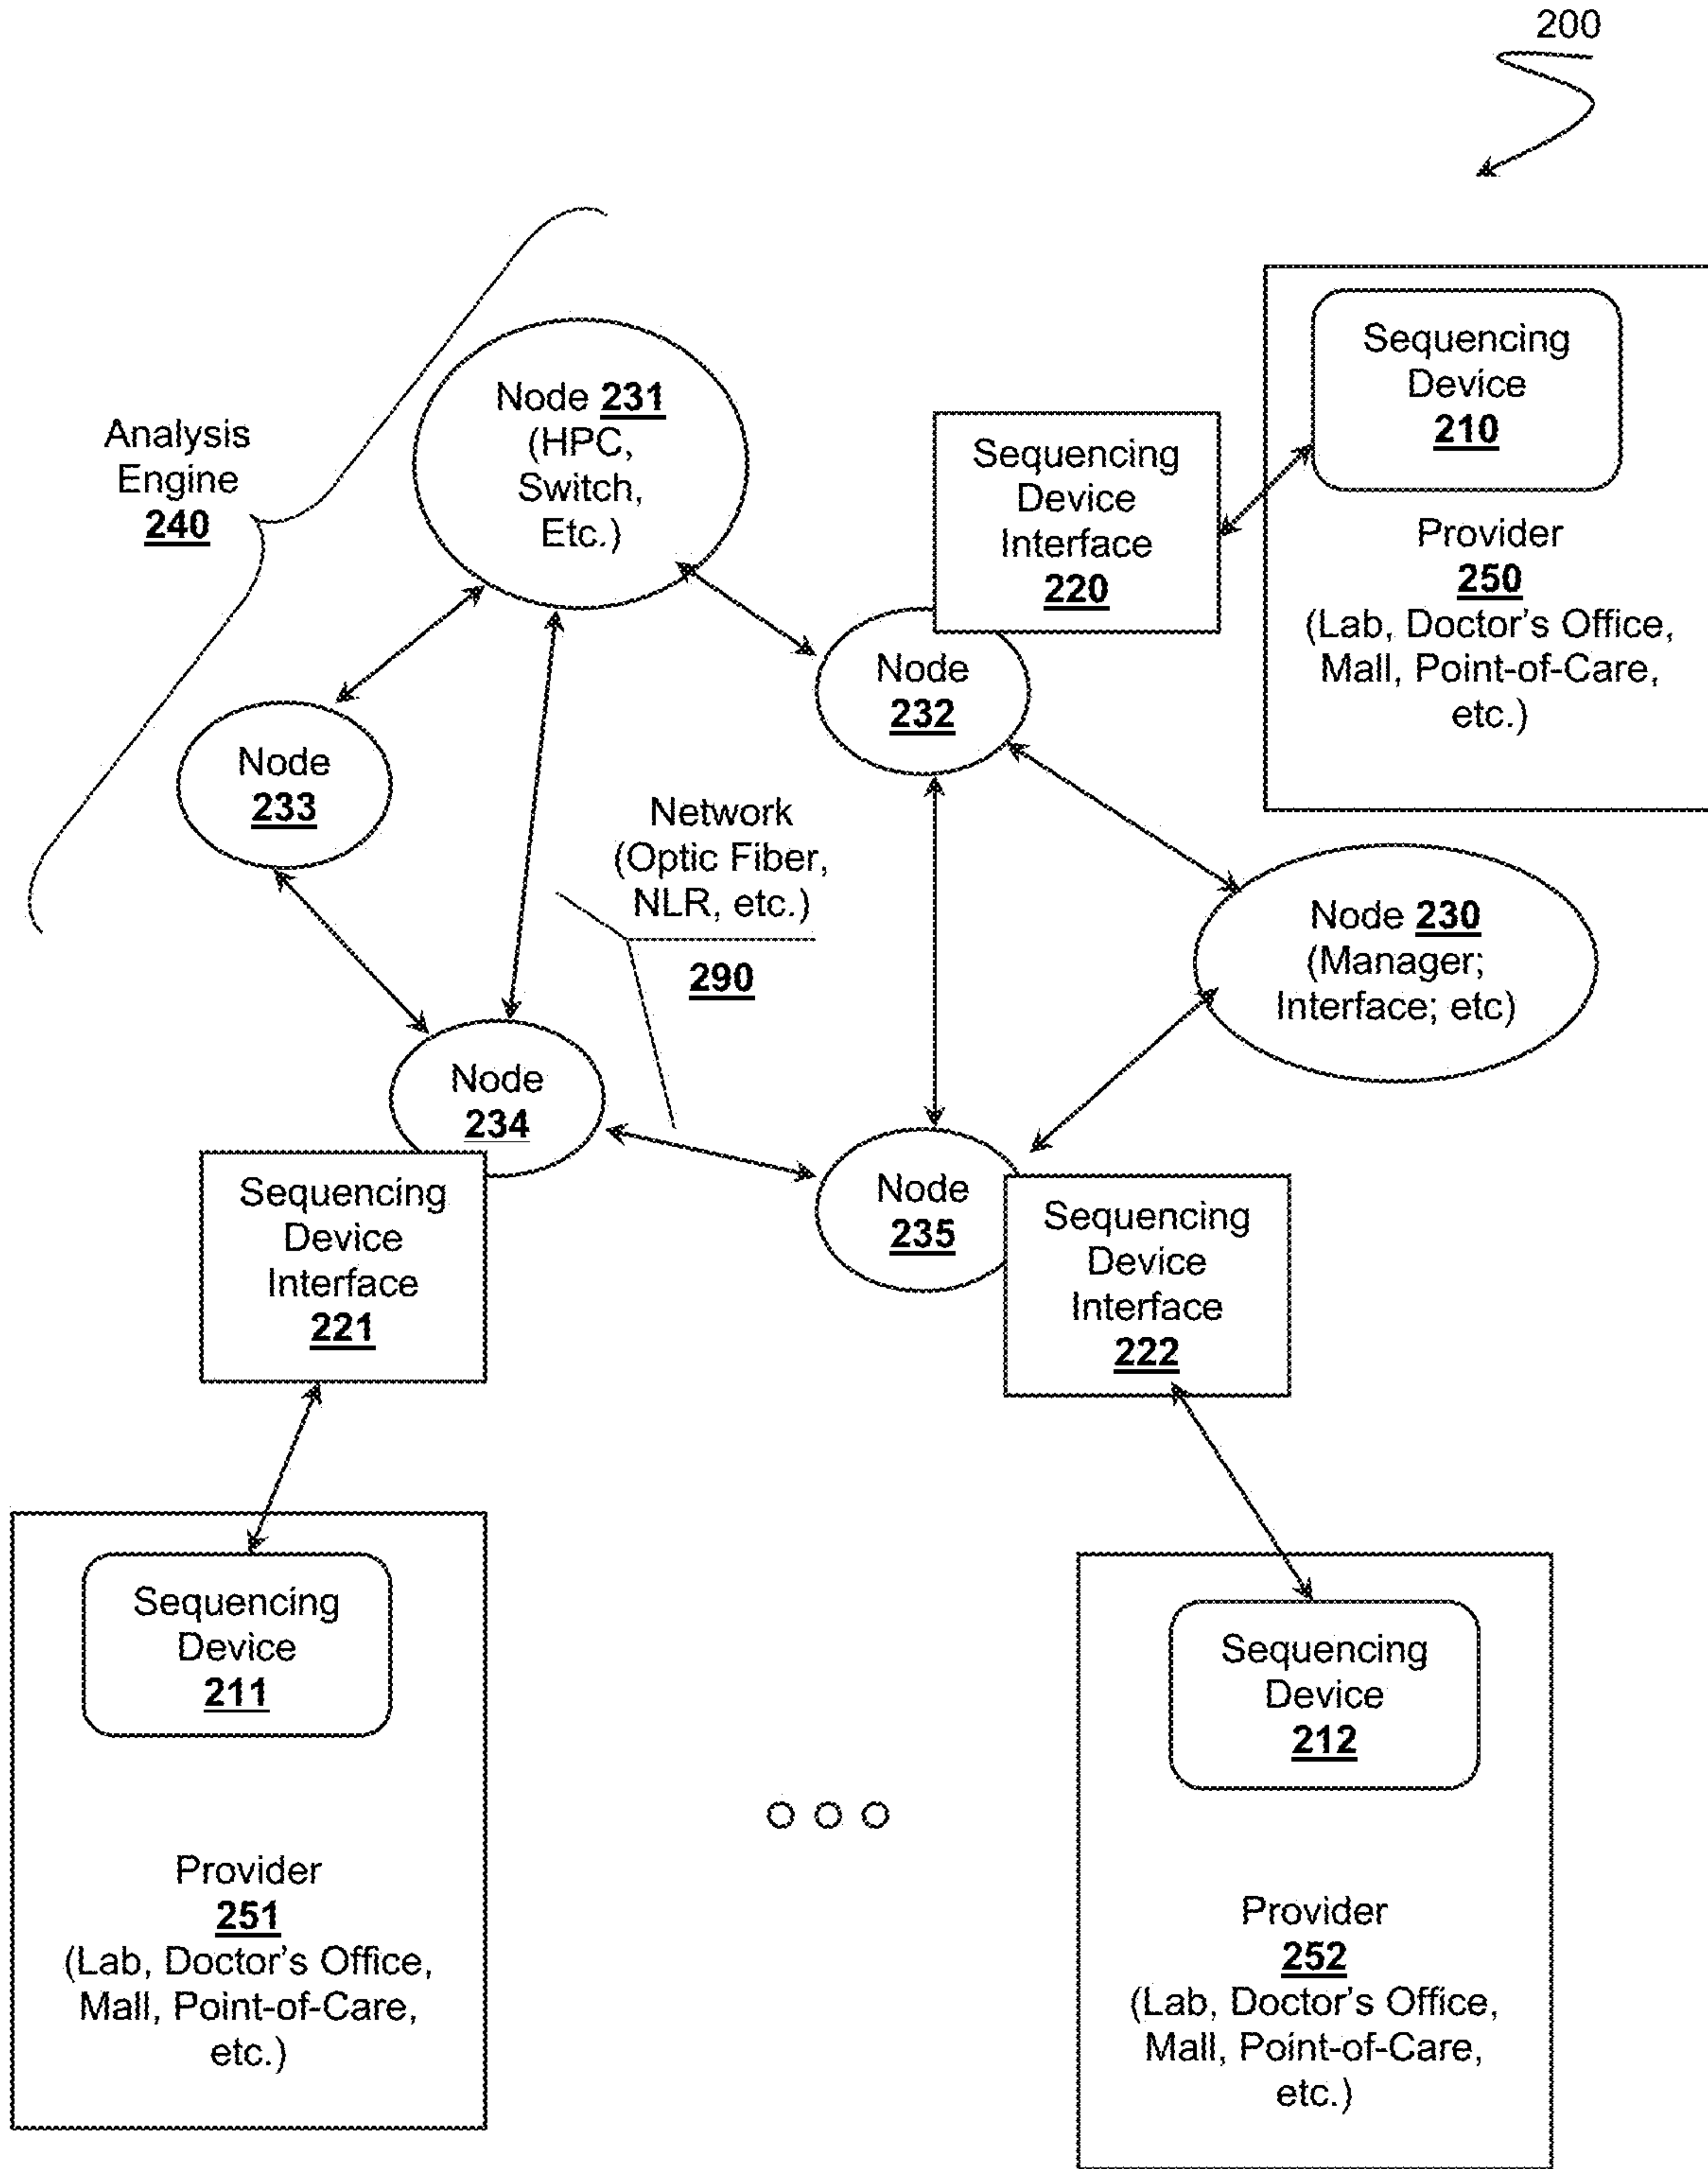 200
Analysis
Engine
240
Node 231
(HPC,
Switch,
Etc.)
Sequencing
Device
Interface
220
Sequencing
Device
210
Provider
250
(Lab, Doctor's Office,
Mall, Point-of-Care,
etc.)
Node
232
Node
233
Network
(Optic Fiber,
NLR, etc.)
290
Node 230
(Manager;
Interface; etc)
Node
234
Node
235
Sequencing
Device
Interface
221
Sequencing
Device
Interface
222
Sequencing
Device
211
Provider
251
(Lab, Doctor's Office,
Mall, Point-of-Care,
etc.)
Sequencing
Device
212
Provider
252
(Lab, Doctor's Office,
Mall, Point-of-Care,
etc.)